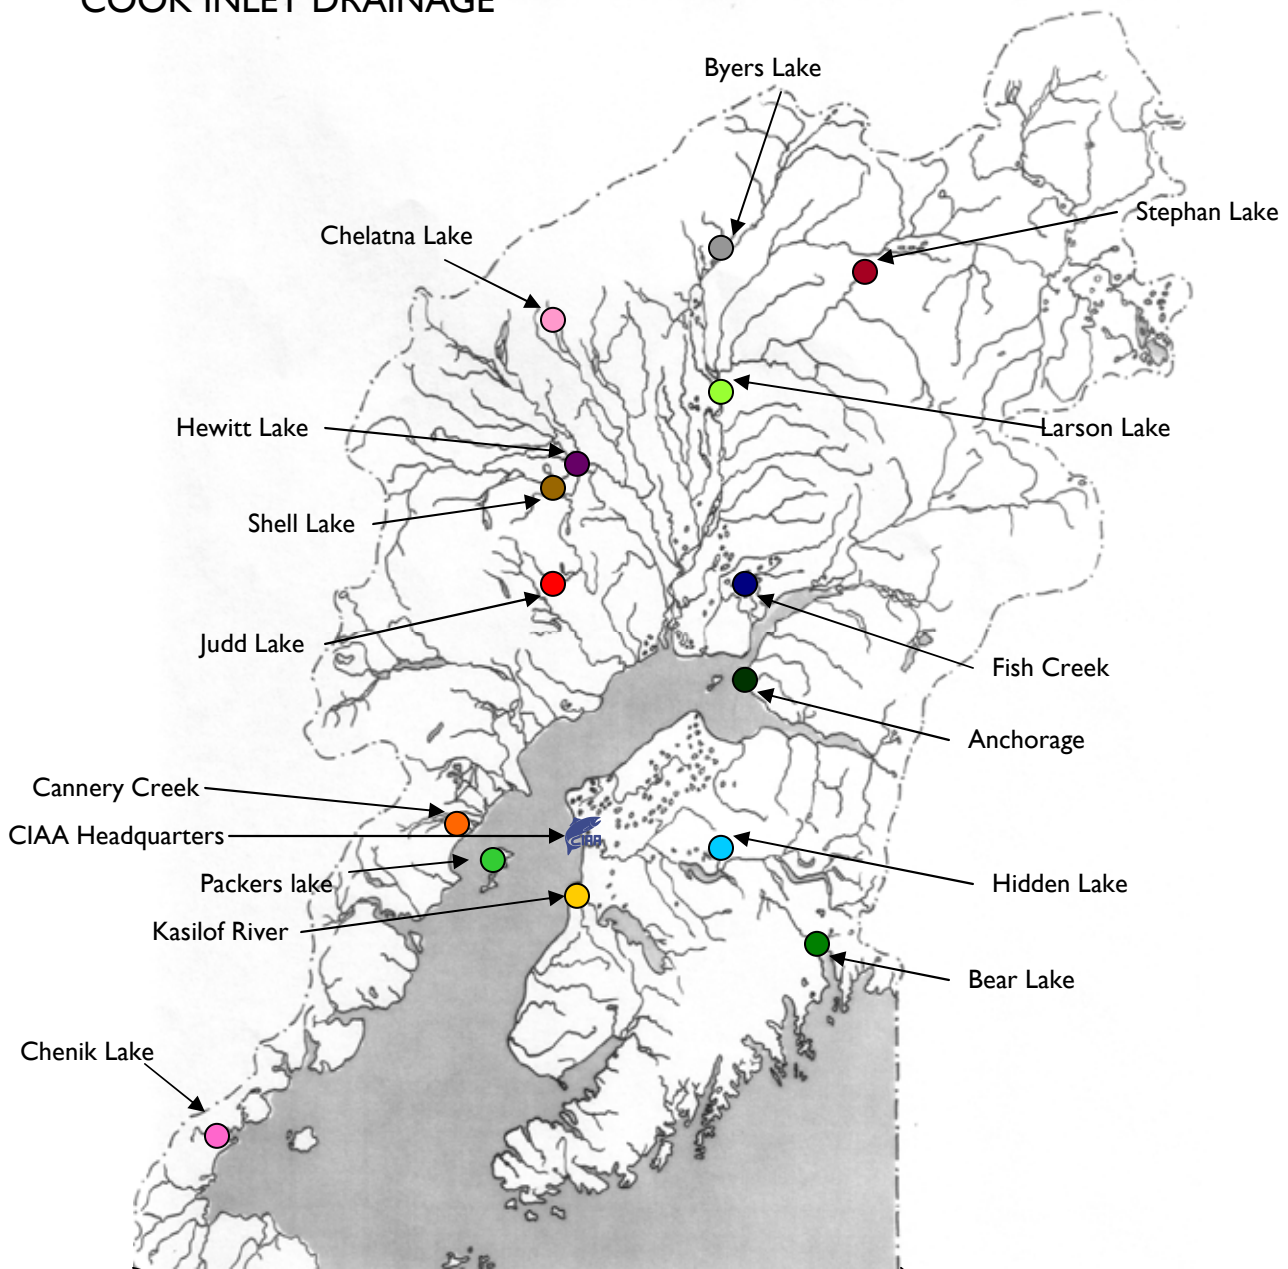 COOK INLET DRAINAGE
Byers Lake
Stephan Lake
Chelatna Lake
Hewitt Lake
Larson Lake
Shell Lake
Judd Lake
Fish Creek
Anchorage
Cannery Creek
CIAA Headquarters
CIAA
Packers lake
Hidden Lake
Kasilof River
Bear Lake
Chenik Lake